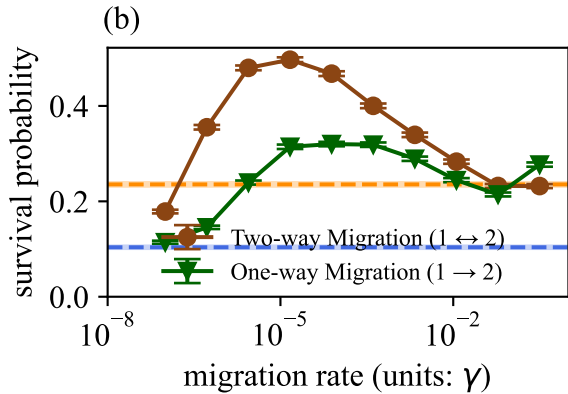 (b)
survival probability
0.4
0.2
0.0
Two-way Migration (1 ↔ 2)
One-way Migration (1 → 2)
10⁻⁸
10⁻⁵
10⁻²
migration rate (units: γ)